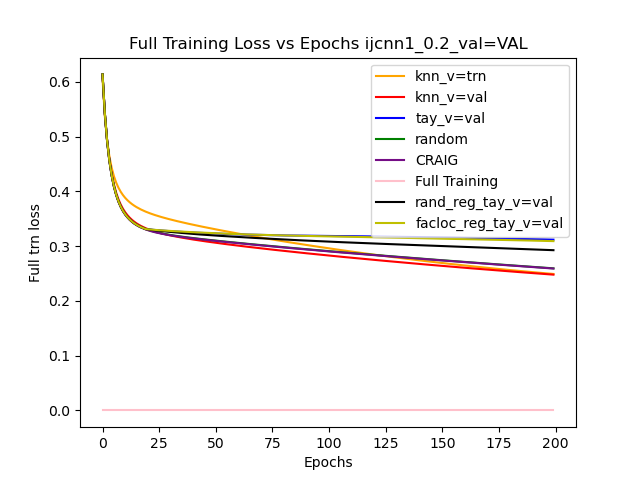 Full Training Loss vs Epochs ijcnn1_0.2_val=VAL
Full trn loss
0.6
0.5
0.4
0.3
0.2
0.1
0.0
knn_v=trn
knn_v=val
tay_v=val
random
CRAIG
Full Training
rand_reg_tay_v=val
facloc_reg_tay_v=val
0 25 50 75 100 125 150 175 200
Epochs